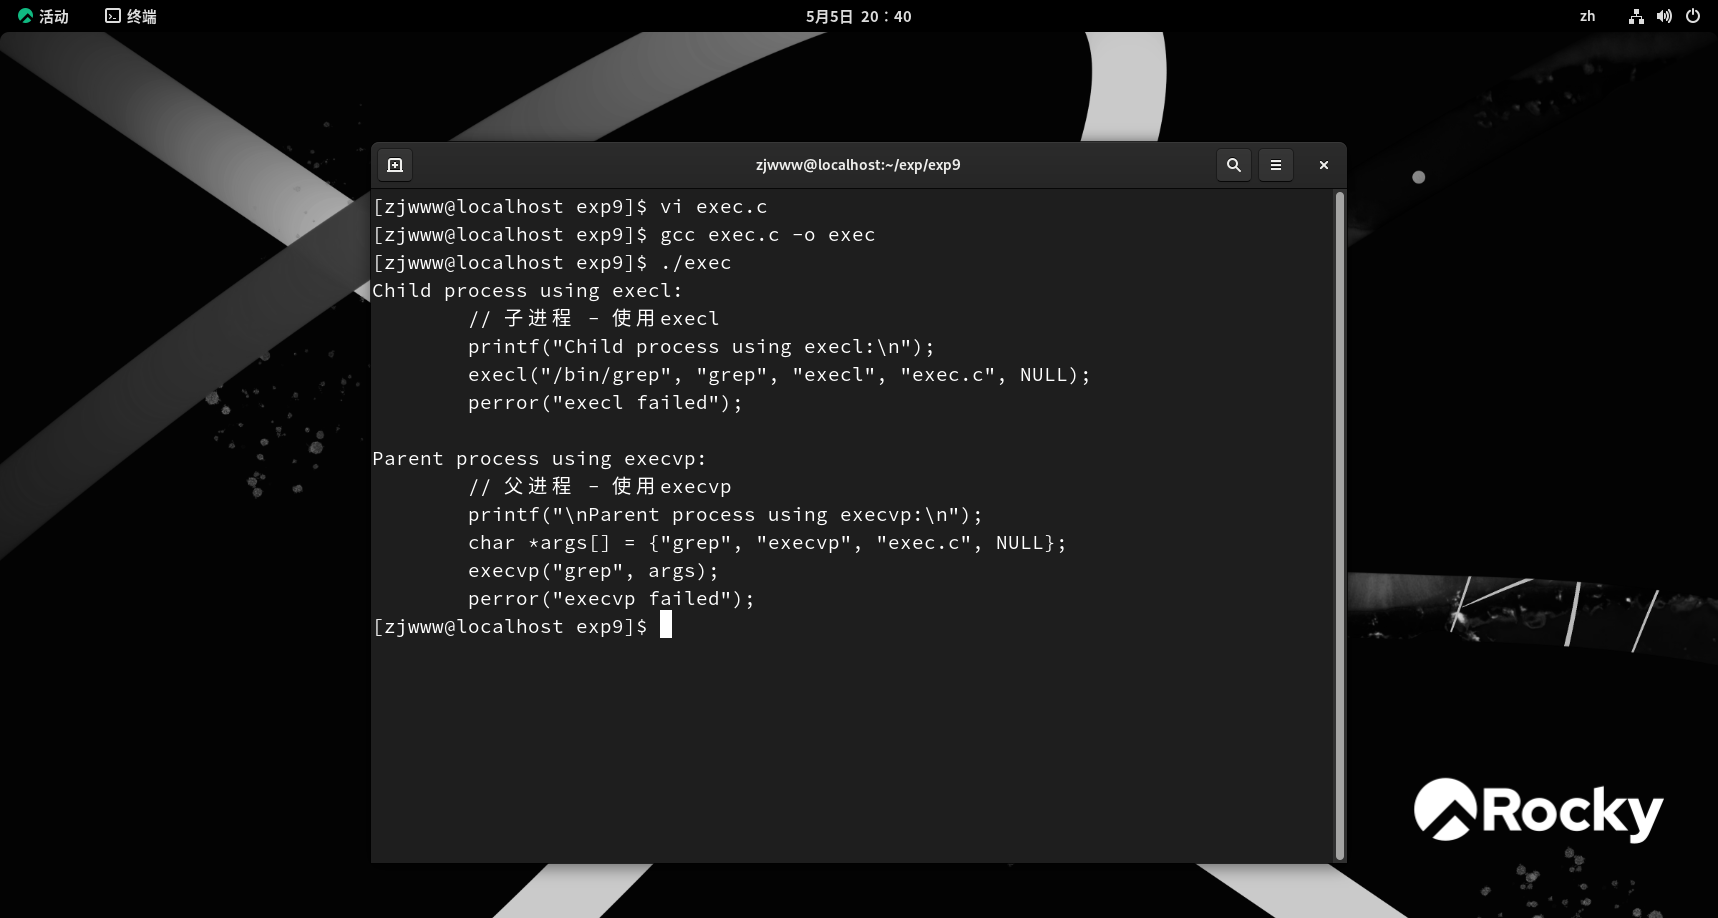 活动
终端
5月5日 20：40
zh
zjwww@localhost:~/exp/exp9
[zjwww@localhost exp9]$ vi exec.c
[zjwww@localhost exp9]$ gcc exec.c -o exec
[zjwww@localhost exp9]$ ./exec
Child process using execl:
        // 子进程 - 使用execl
        printf("Child process using execl:\n");
        execl("/bin/grep", "grep", "execl", "exec.c", NULL);
        perror("execl failed");

Parent process using execvp:
        // 父进程 - 使用execvp
        printf("\nParent process using execvp:\n");
        char *args[] = {"grep", "execvp", "exec.c", NULL};
        execvp("grep", args);
        perror("execvp failed");
[zjwww@localhost exp9]$
Rocky